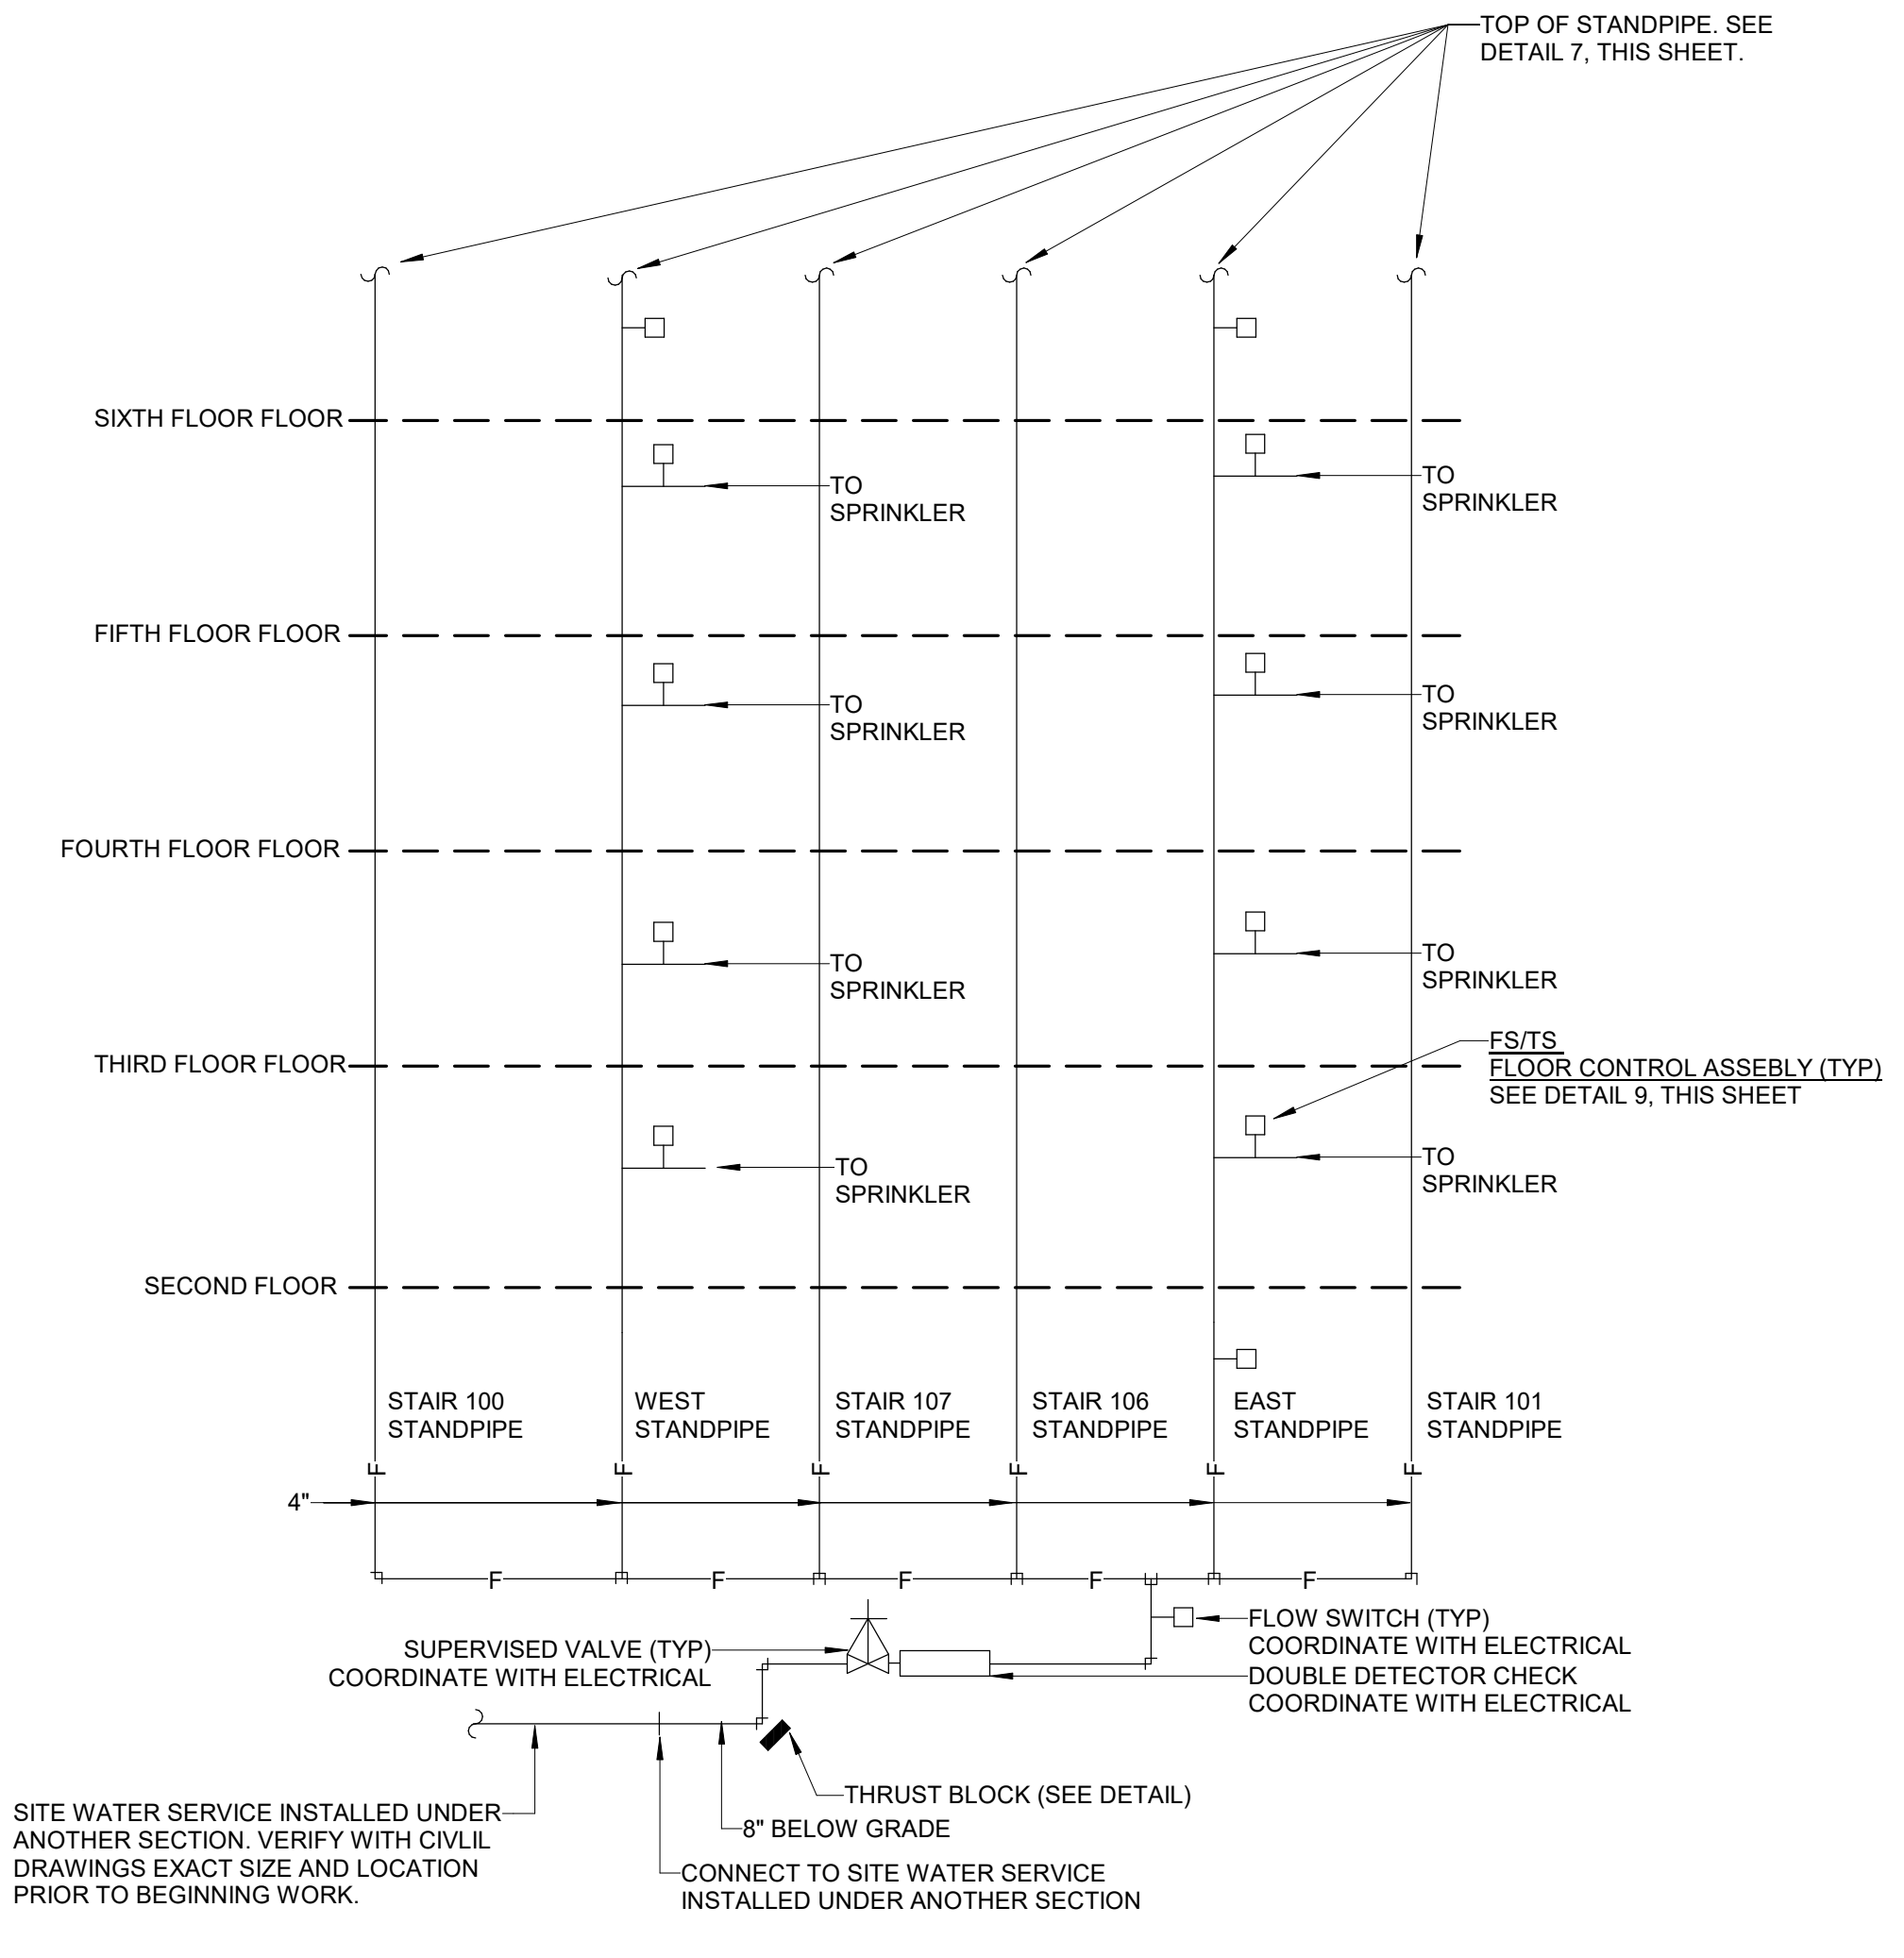 TOP OF STANDPIPE. SEE
DETAIL 7, THIS SHEET.
SIXTH FLOOR FLOOR
TO
SPRINKLER
TO
SPRINKLER
FIFTH FLOOR FLOOR
TO
SPRINKLER
TO
SPRINKLER
FOURTH FLOOR FLOOR
TO
SPRINKLER
TO
SPRINKLER
THIRD FLOOR FLOOR
FS/TS
FLOOR CONTROL ASSEBLY (TYP)
SEE DETAIL 9, THIS SHEET
TO
SPRINKLER
TO
SPRINKLER
SECOND FLOOR
STAIR 100
STANDPIPE
WEST
STANDPIPE
STAIR 107
STANDPIPE
STAIR 106
STANDPIPE
EAST
STANDPIPE
STAIR 101
STANDPIPE
F
F
F
F
F
F
4"
F
F
F
F
F
SUPERVISED VALVE (TYP)
COORDINATE WITH ELECTRICAL
FLOW SWITCH (TYP)
COORDINATE WITH ELECTRICAL
DOUBLE DETECTOR CHECK
COORDINATE WITH ELECTRICAL
THRUST BLOCK (SEE DETAIL)
8" BELOW GRADE
SITE WATER SERVICE INSTALLED UNDER
ANOTHER SECTION. VERIFY WITH CIVLIL
DRAWINGS EXACT SIZE AND LOCATION
PRIOR TO BEGINNING WORK.
CONNECT TO SITE WATER SERVICE
INSTALLED UNDER ANOTHER SECTION